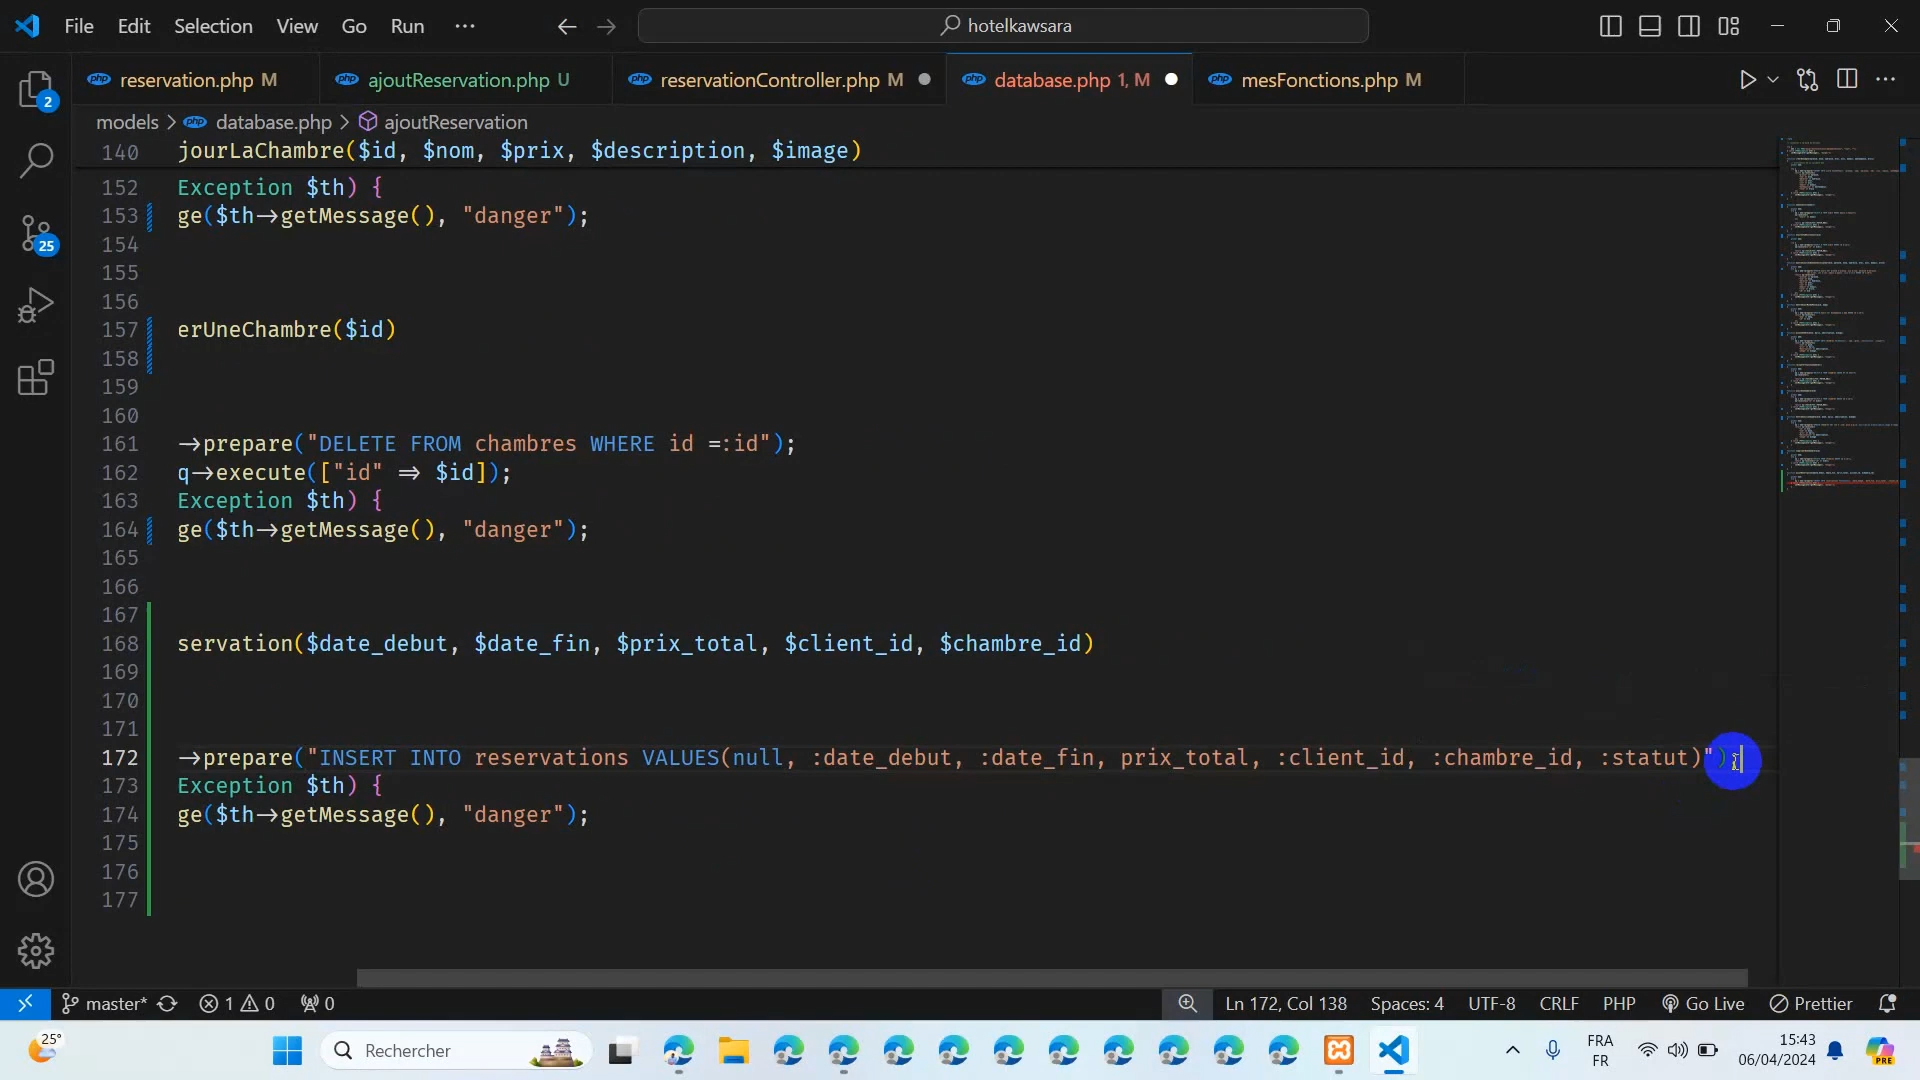 File Edit Selection View Go Run ··· hotelkawsara
reservation.php M ajoutReservation.php U reservationController.php M database.php 1, M mesFonctions.php M
models > database.php > ajoutReservation
140 jourLaChambre($id, $nom, $prix, $description, $image)
152 Exception $th) {
153 ge($th->getMessage(), "danger");
154
155
156
157 erUneChambre($id)
158
159
160
161 ->prepare("DELETE FROM chambres WHERE id =:id");
162 q->execute(["id" => $id]);
163 Exception $th) {
164 ge($th->getMessage(), "danger");
165
166
167
168 servation($date_debut, $date_fin, $prix_total, $client_id, $chambre_id)
169
170
171
172 ->prepare("INSERT INTO reservations VALUES(null, :date_debut, :date_fin, prix_total, :client_id, :chambre_id, :statut)");
173 Exception $th) {
174 ge($th->getMessage(), "danger");
175
176
177
2
25
master* 1 0 0 Ln 172, Col 138 Spaces: 4 UTF-8 CRLF PHP Go Live Prettier
25° Rechercher FRA FR 15:43 06/04/2024 PRE